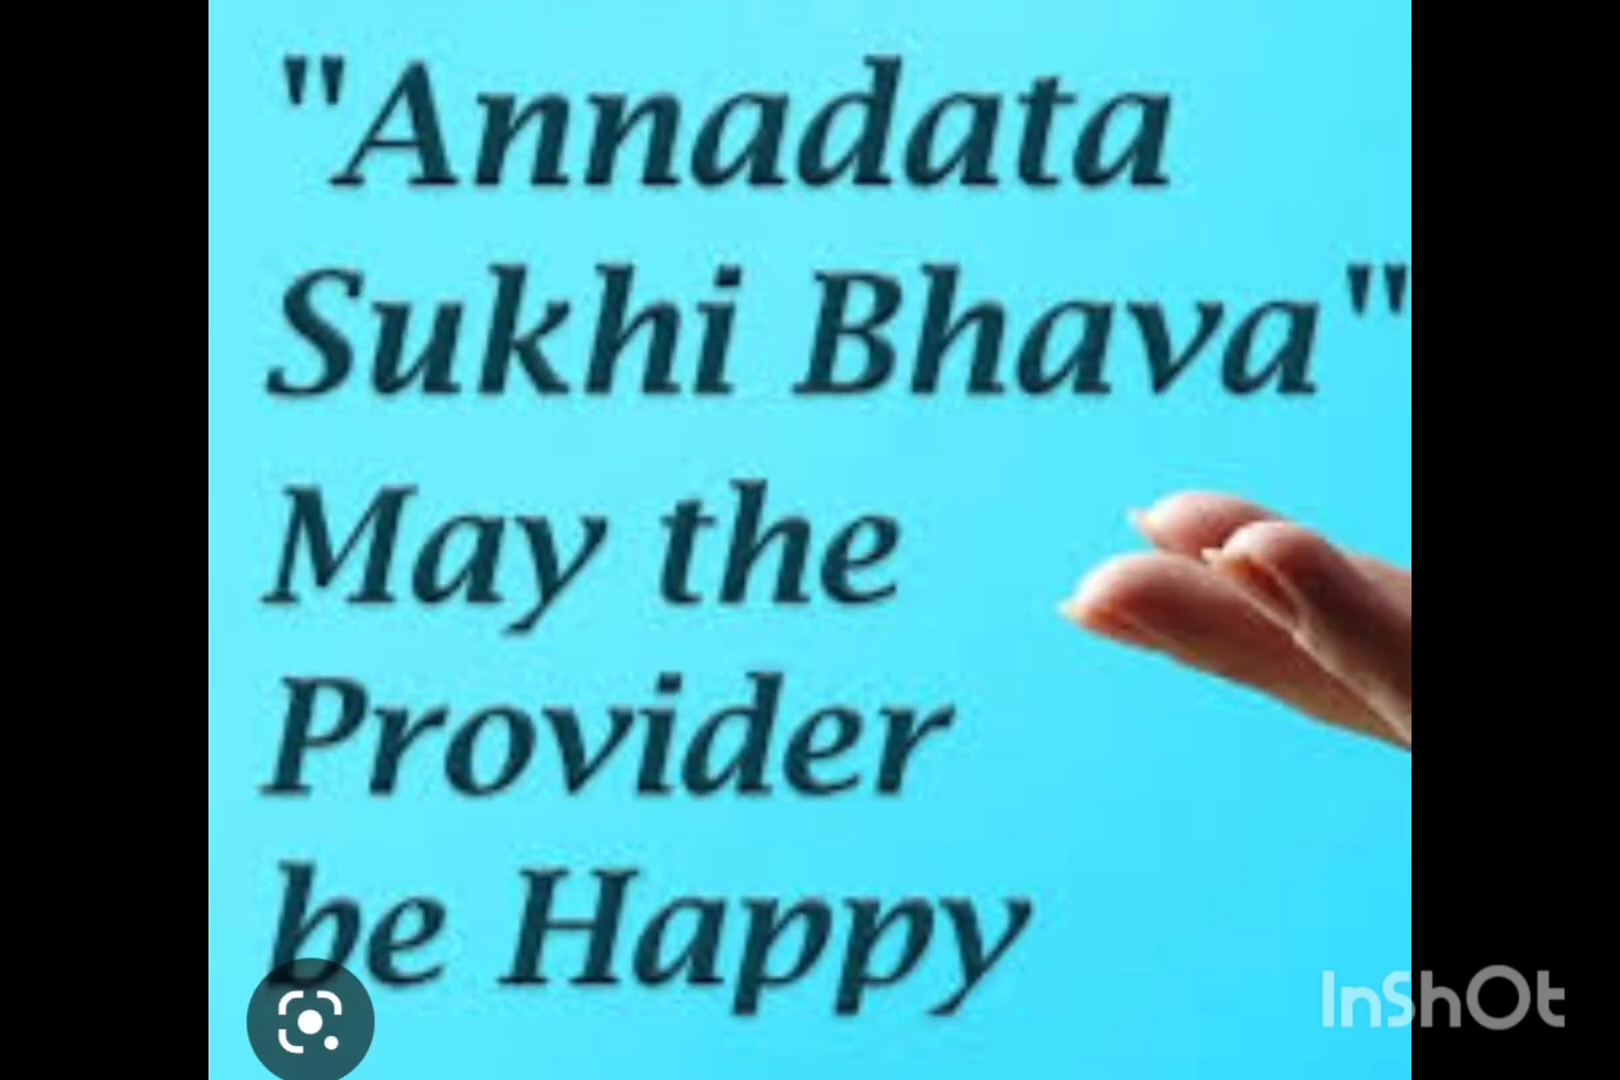 "Annadata
Sukhi Bhava"
May the
Provider
be Happy
InShOt